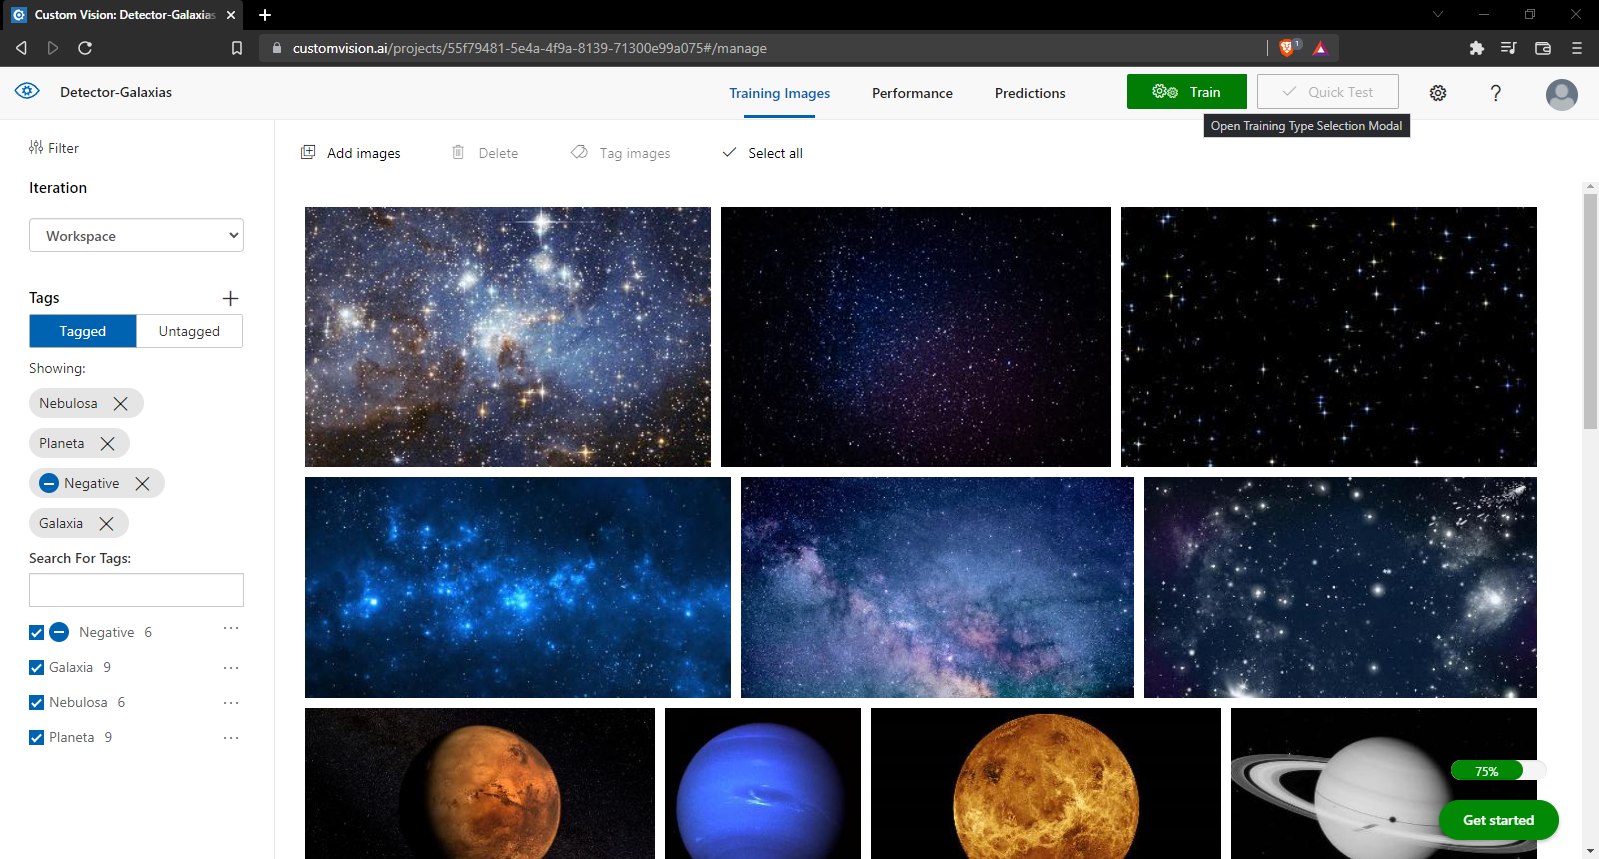 Custom Vision: Detector-Galaxias
customvision.ai/projects/55f79481-5e4a-4f9a-8139-71300e99a075#/manage
1
Detector-Galaxias
Training Images
Performance
Predictions
Train
Quick Test
?
Open Training Type Selection Modal
Filter
Add images
Delete
Tag images
Select all
Iteration
Workspace
Tags
Tagged
Untagged
Showing:
Nebulosa
Planeta
Negative
Galaxia
Search For Tags:
Negative 6 ...
Galaxia 9 ...
Nebulosa 6 ...
Planeta 9 ...
75%
Get started